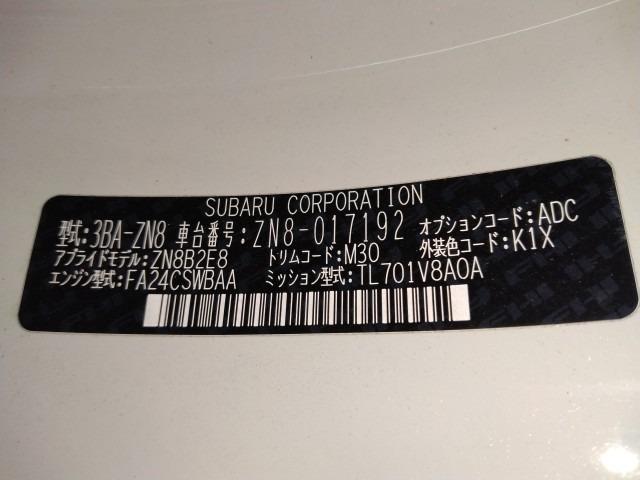 SUBARU CORPORATION
型式:3BA-ZN8 車台番号:ZN8-017192 オプションコード:ADC
アプライドモデル:ZN8B2E8 トリムコード:M30 外装色コード:K1X
エンジン型式:FA24CSWBAA ミッション型式:TL701V8A0A